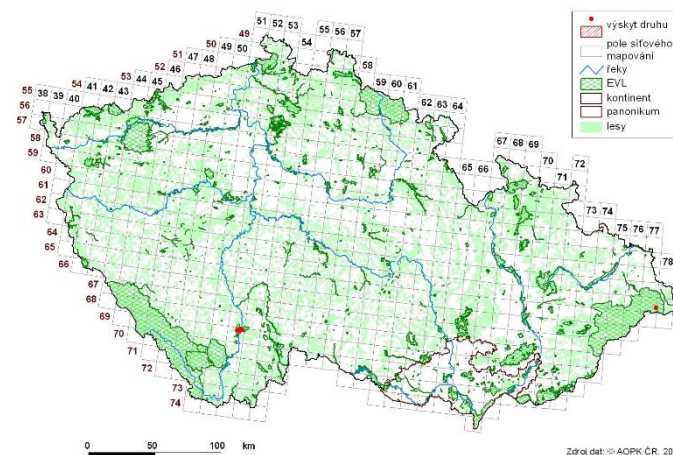 51 52 53
55 56 57
49
50
54
50 49
51 48
58
52 47
59 60 61
53 46
45
62 63 64
54 41 42 43 44
55 38 39 40
56
57
58
59
60
61
62
63
64
65
66
67
68
69
70
71
72
73
74
67 68 69
65 66
70
72
71
73 74
75 76 77
78
výskyt druhu
pole síťového
mapování
řeky
EVL
kontinent
panonikum
lesy
0 50 100 km
Zdroj dat: © AOPK ČR, 20